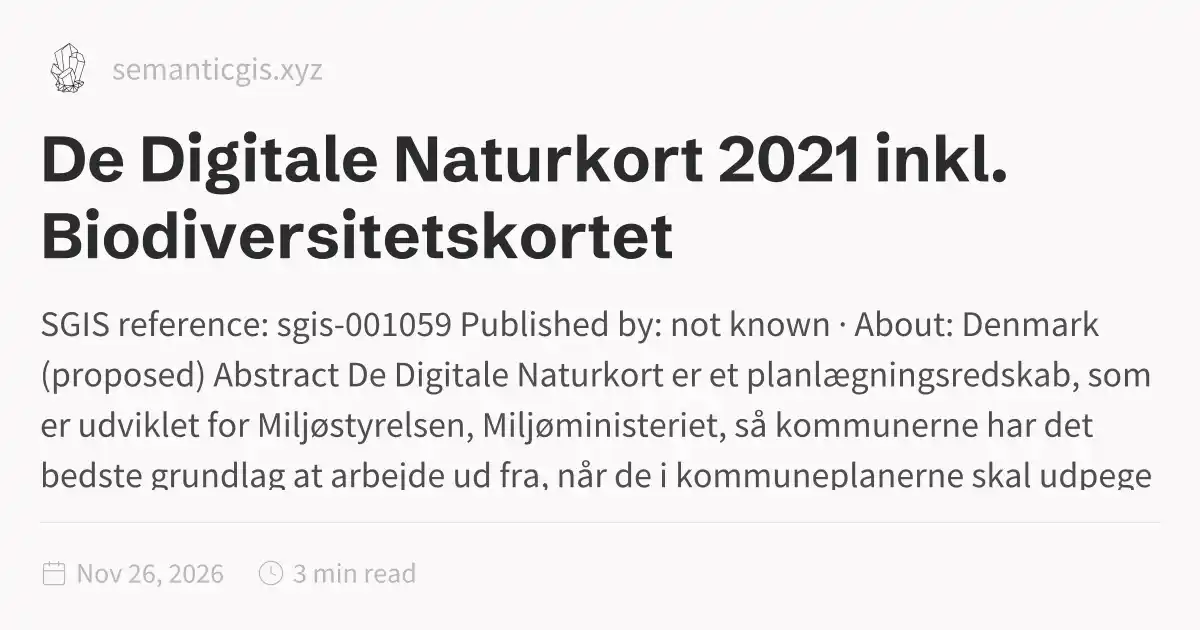 semanticgis.xyz
De Digitale Naturkort 2021 inkl.
Biodiversitetskortet
SGIS reference: sgis-001059 Published by: not known · About: Denmark
(proposed) Abstract De Digitale Naturkort er et planlægningsredskab, som
er udviklet for Miljøstyrelsen, Miljøministeriet, så kommunerne har det
bedste grundlag at arbejde ud fra, når de i kommuneplanerne skal udpege
Nov 26, 2026
3 min read